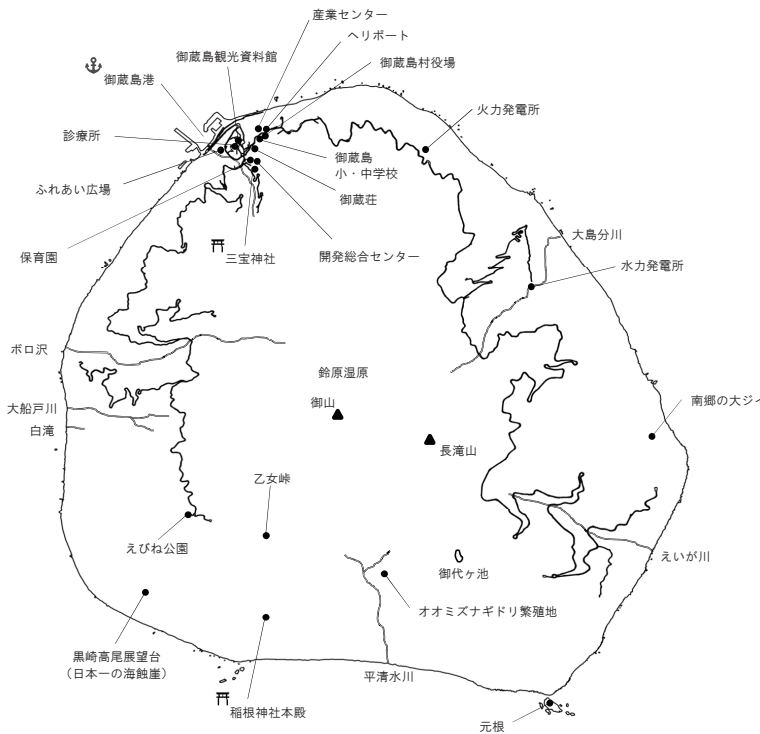 産業センター
ヘリポート
御蔵島観光資料館
御蔵島村役場
御蔵島港
火力発電所
診療所
御蔵島
小・中学校
ふれあい広場
御蔵荘
大島分川
保育園
三宝神社
開発総合センター
水力発電所
ボロ沢
鈴原湿原
南郷の大ジイ
御山
大船戸川
白滝
長滝山
乙女峠
えびね公園
えいが川
御代ヶ池
オオミズナギドリ繁殖地
黒崎高尾展望台
（日本一の海蝕崖）
平清水川
稲根神社本殿
元根